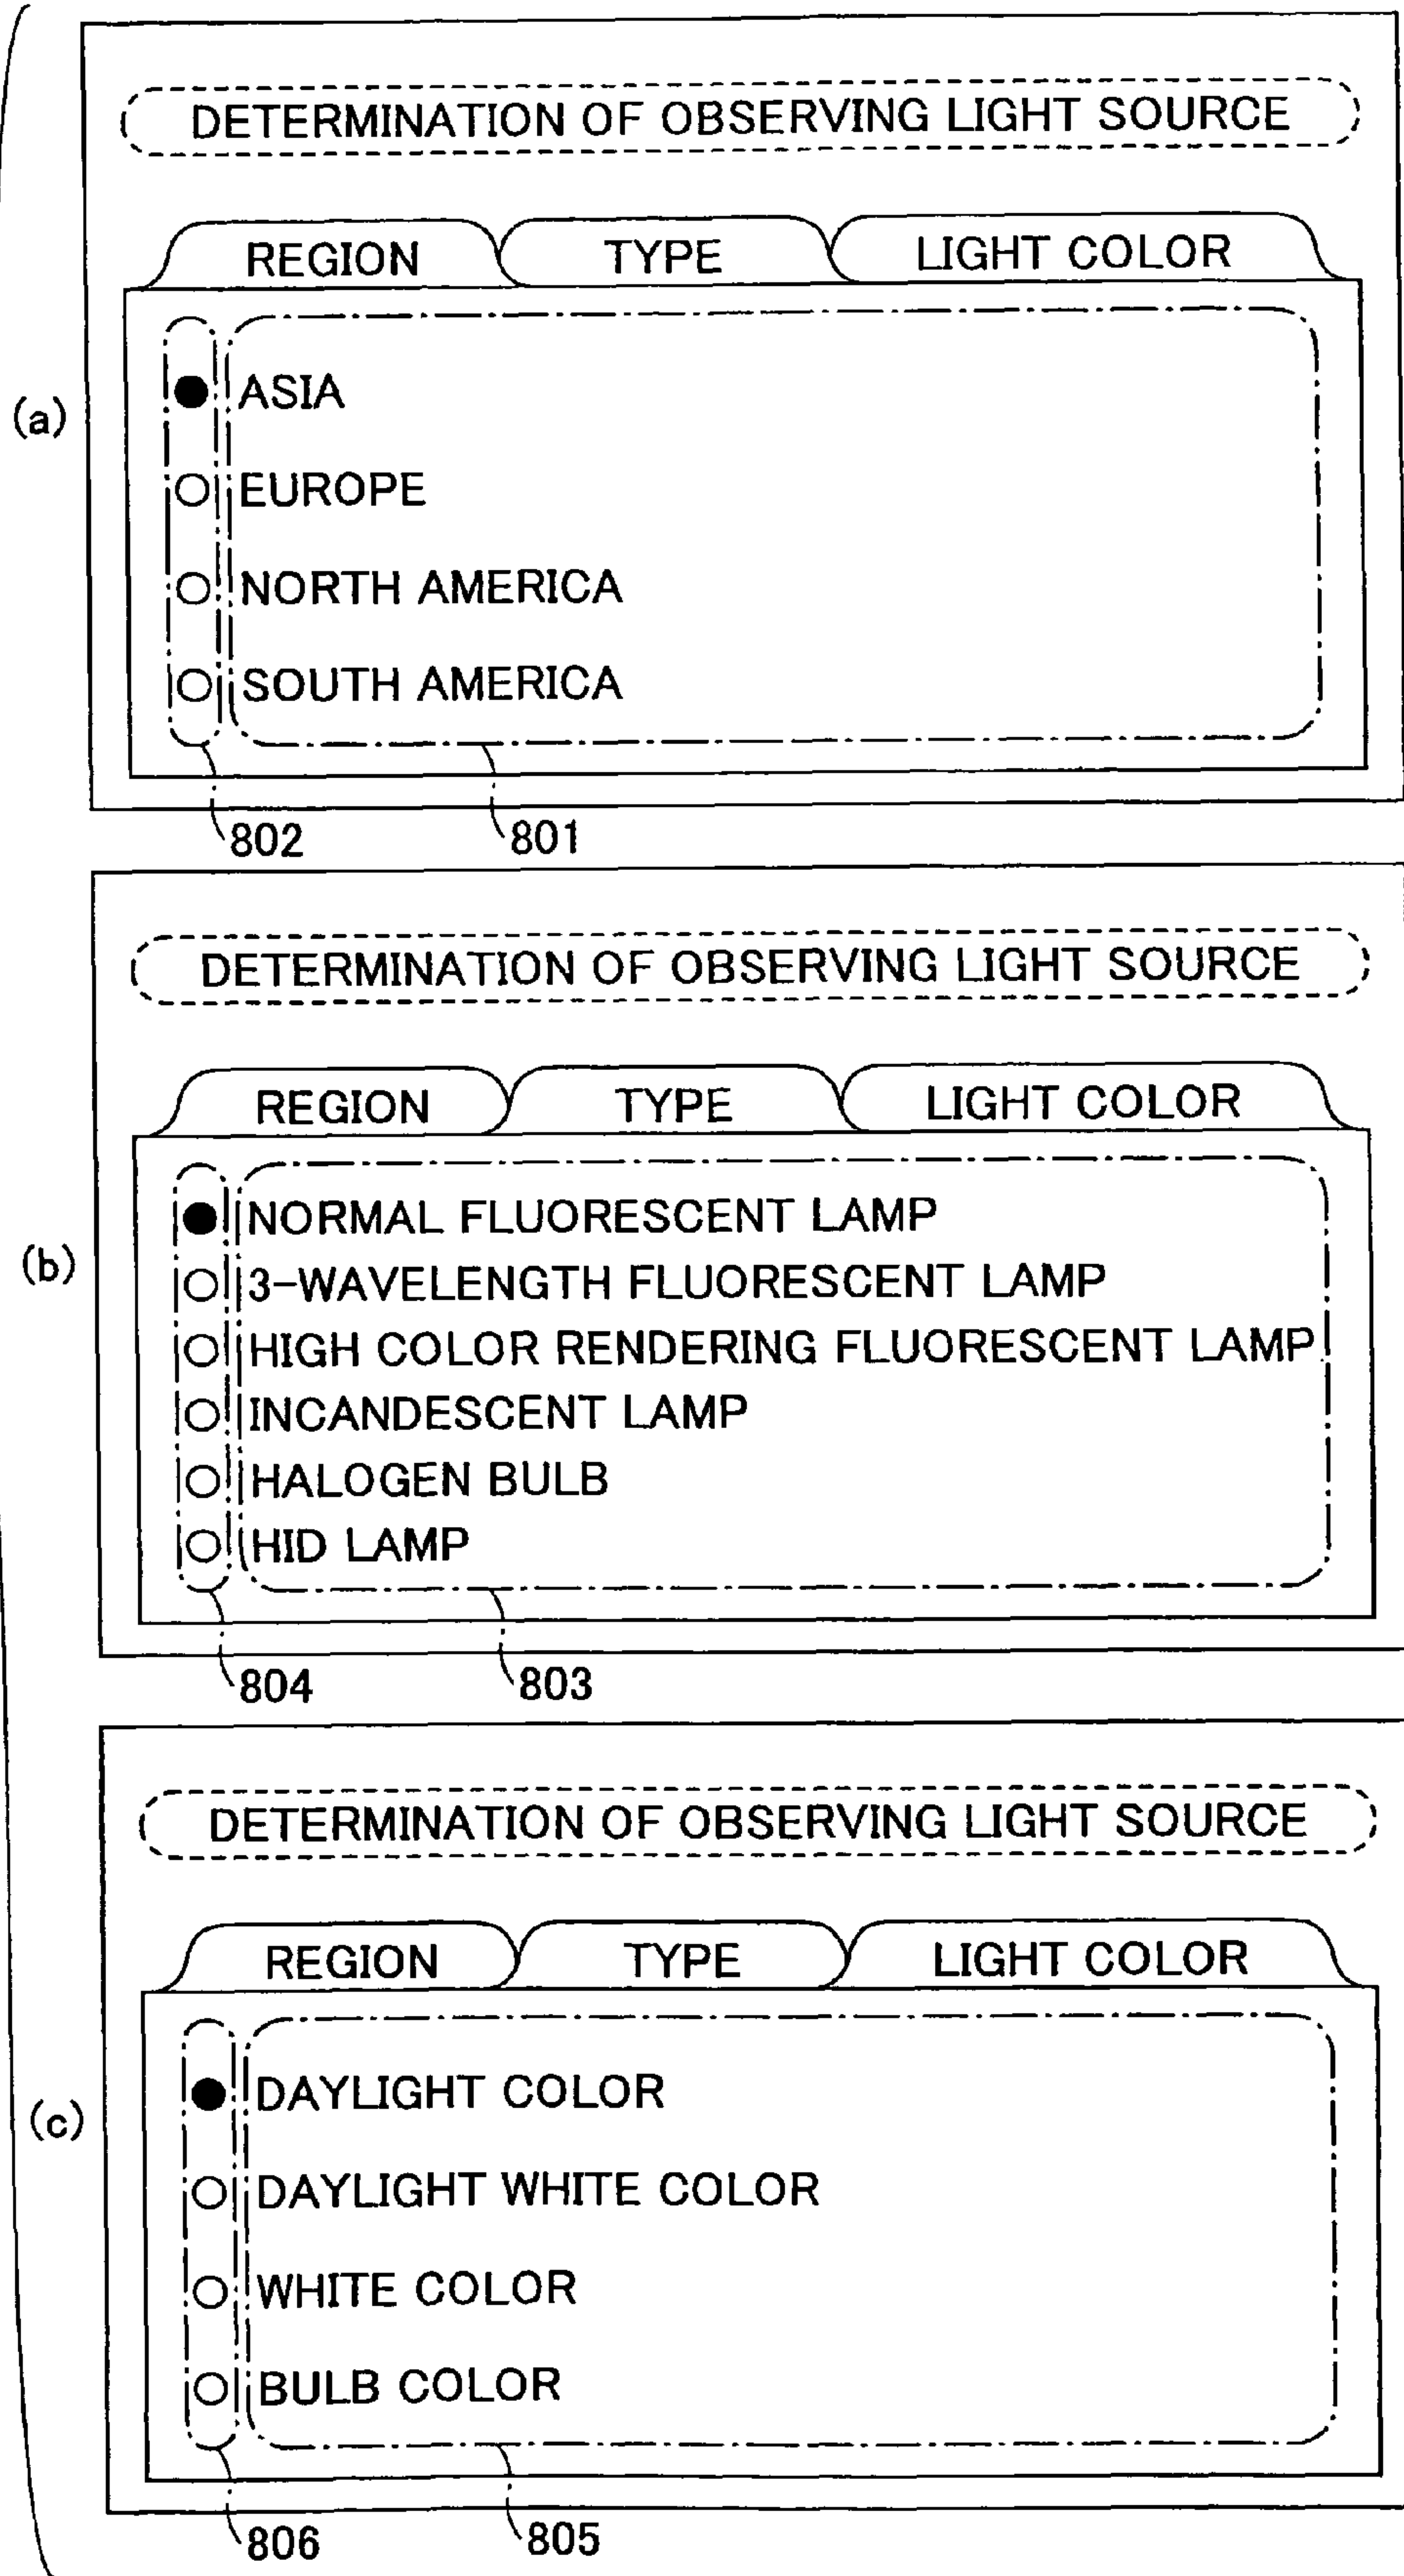 DETERMINATION OF OBSERVING LIGHT SOURCE
REGION TYPE LIGHT COLOR
(a)
ASIA
EUROPE
NORTH AMERICA
SOUTH AMERICA
802 801
DETERMINATION OF OBSERVING LIGHT SOURCE
REGION TYPE LIGHT COLOR
(b)
NORMAL FLUORESCENT LAMP
3-WAVELENGTH FLUORESCENT LAMP
HIGH COLOR RENDERING FLUORESCENT LAMP
INCANDESCENT LAMP
HALOGEN BULB
HID LAMP
804 803
DETERMINATION OF OBSERVING LIGHT SOURCE
REGION TYPE LIGHT COLOR
(c)
DAYLIGHT COLOR
DAYLIGHT WHITE COLOR
WHITE COLOR
BULB COLOR
806 805